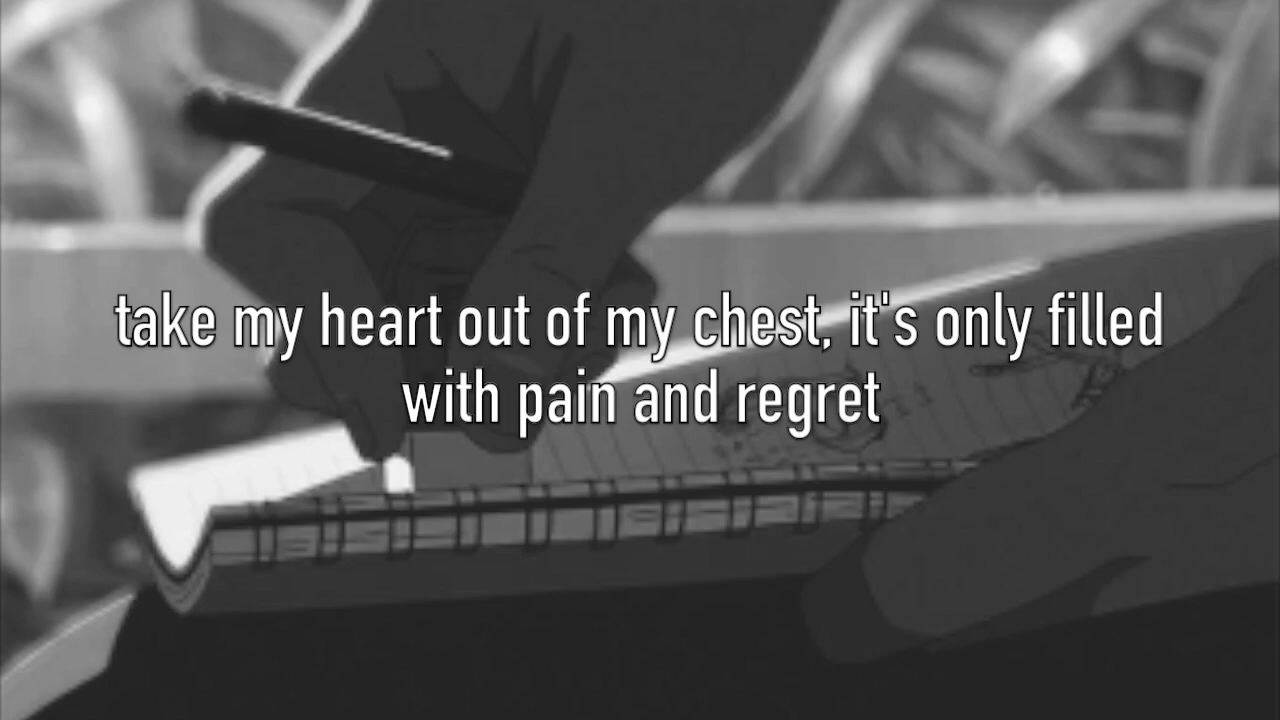 take my heart out of my chest, it's only filled
with pain and regret